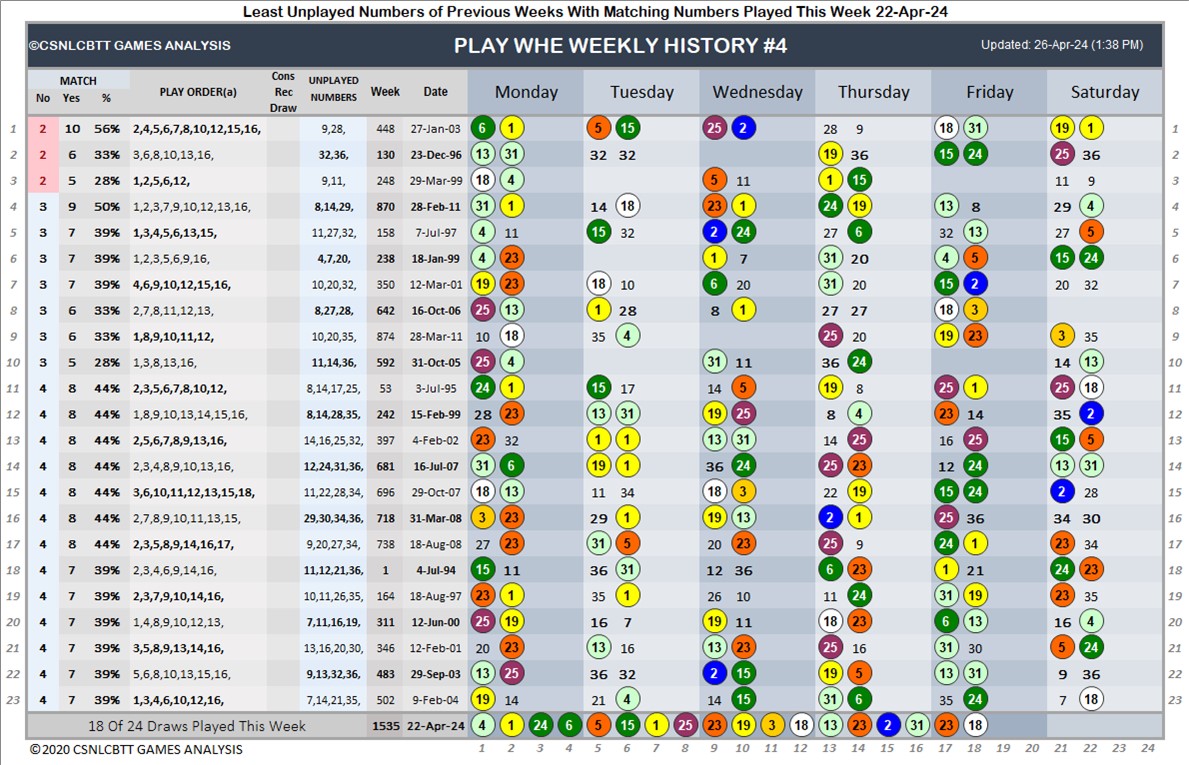 Least Unplayed Numbers of Previous Weeks With Matching Numbers Played This Week 22-Apr-24
©CSNLCBTT GAMES ANALYSIS PLAY WHE WEEKLY HISTORY #4 Updated: 26-Apr-24 (1:38 PM)
MATCH No Yes % PLAY ORDER(a) Cons Rec Draw UNPLAYED NUMBERS Week Date Monday Tuesday Wednesday Thursday Friday Saturday
1 2 10 56% 2,4,5,6,7,8,10,12,15,16, 9,28, 448 27-Jan-03 6 1 5 15 25 2 28 9 18 31 19 1 1
2 2 6 33% 3,6,8,10,13,16, 32,36, 130 23-Dec-96 13 31 32 32 19 36 15 24 25 36 2
3 2 5 28% 1,2,5,6,12, 9,11, 248 29-Mar-99 18 4 5 11 1 15 11 9 3
4 3 9 50% 1,2,3,7,9,10,12,13,16, 8,14,29, 870 28-Feb-11 31 1 14 18 23 1 24 19 13 8 29 4 4
5 3 7 39% 1,3,4,5,6,13,15, 11,27,32, 158 7-Jul-97 4 11 15 32 2 24 27 6 32 13 27 5 5
6 3 7 39% 1,2,3,5,6,9,16, 4,7,20, 238 18-Jan-99 4 23 1 7 31 20 4 5 15 24 6
7 3 7 39% 4,6,9,10,12,15,16, 10,20,32, 350 12-Mar-01 19 23 18 10 6 20 31 20 15 2 20 32 7
8 3 6 33% 2,7,8,11,12,13, 8,27,28, 642 16-Oct-06 25 13 1 28 8 1 27 27 18 3 8
9 3 6 33% 1,8,9,10,11,12, 10,20,35, 874 28-Mar-11 10 18 35 4 25 20 19 23 3 35 9
10 3 5 28% 1,3,8,13,16, 11,14,36, 592 31-Oct-05 25 4 31 11 36 24 14 13 10
11 4 8 44% 2,3,5,6,7,8,10,12, 8,14,17,25, 53 3-Jul-95 24 1 15 17 14 5 19 8 25 1 25 18 11
12 4 8 44% 1,8,9,10,13,14,15,16, 8,14,28,35, 242 15-Feb-99 28 23 13 31 19 25 8 4 23 14 35 2 12
13 4 8 44% 2,5,6,7,8,9,13,16, 14,16,25,32, 397 4-Feb-02 23 32 1 1 13 31 14 25 16 25 15 5 13
14 4 8 44% 2,3,4,8,9,10,13,16, 12,24,31,36, 681 16-Jul-07 31 6 19 1 36 24 25 23 12 24 13 31 14
15 4 8 44% 3,6,10,11,12,13,15,18, 11,22,28,34, 696 29-Oct-07 18 13 11 34 18 3 22 19 15 24 2 28 15
16 4 8 44% 2,7,8,9,10,11,13,15, 29.30,34,36, 718 31-Mar-08 3 23 29 1 19 13 2 1 25 36 34 30 16
17 4 8 44% 2,3,5,8,9,14,16,17, 9,20,27,34, 738 18-Aug-08 27 23 31 5 20 23 25 9 24 1 23 34 17
18 4 7 39% 2,3,4,6,9,14,16, 11,12,21,36, 1 4-Jul-94 15 11 36 31 12 36 6 23 1 21 24 23 18
19 4 7 39% 2,3,7,9,10,14,16, 10,11,26,35, 164 18-Aug-97 23 1 35 1 26 10 11 24 31 19 23 35 19
20 4 7 39% 1,4,8,9,10,12,13, 7,11,16,19, 311 12-Jun-00 25 19 16 7 19 11 18 23 6 13 16 4 20
21 4 7 39% 3,5,8,9,13,14,16, 13,16,20,30, 346 12-Feb-01 20 23 13 16 13 23 25 16 31 30 5 24 21
22 4 7 39% 5,6,8,10,13,15,16, 9,13,32,36, 483 29-Sep-03 13 25 36 32 2 15 19 5 13 31 9 36 22
23 4 7 39% 1,3,4,6,10,12,16, 7,14,21,35, 502 9-Feb-04 19 14 21 4 14 15 31 6 35 24 7 18 23
18 Of 24 Draws Played This Week 1535 22-Apr-24 4 1 24 6 5 15 1 25 23 19 3 18 13 23 2 31 23 18
© 2020 CSNLCBTT GAMES ANALYSIS 1 2 3 4 5 6 7 8 9 10 11 12 13 14 15 16 17 18 19 20 21 22 23 24